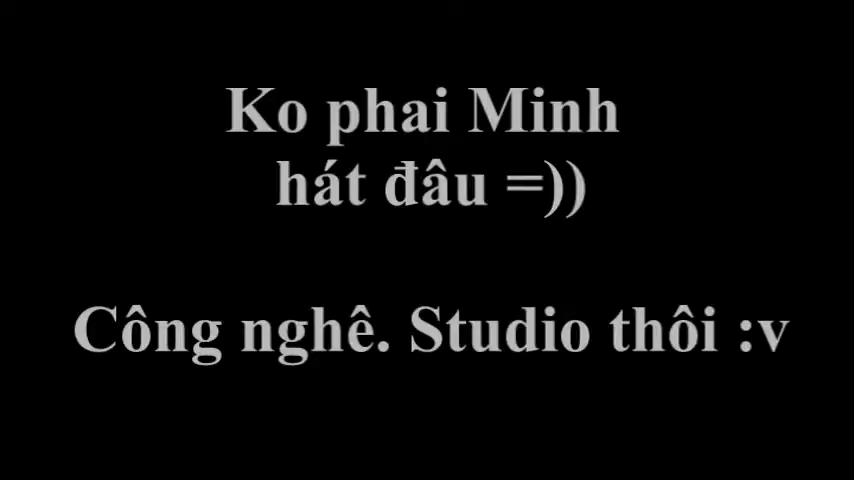 Ko phai Minh
hát đâu =))
Công nghê. Studio thôi :v